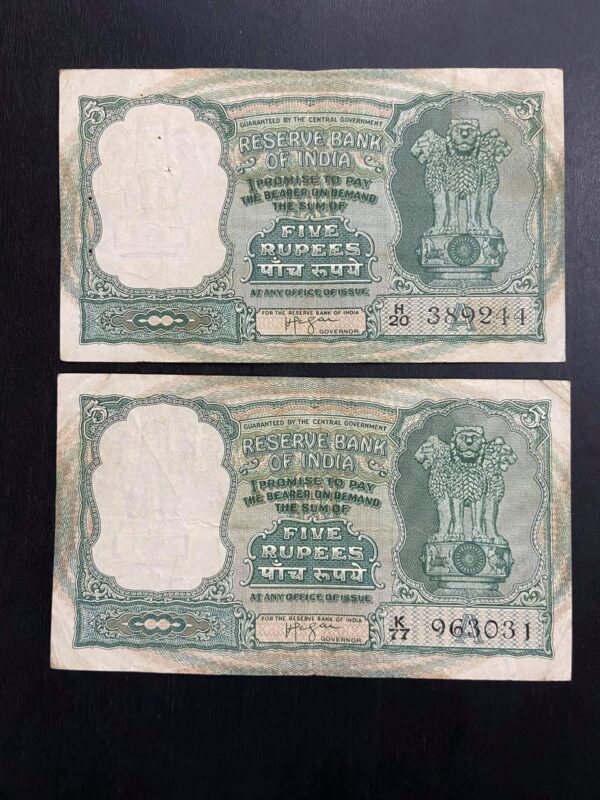 5 5
GUARANTEED BY THE CENTRAL GOVERNMENT
RESERVE BANK
OF INDIA
I PROMISE TO PAY
THE BEARER ON DEMAND
THE SUM OF
FIVE
RUPEES
पाँच रूपये
AT ANY OFFICE OF ISSUE
FOR THE RESERVE BANK OF INDIA
GOVERNOR
H/20 389244
A
5 5
GUARANTEED BY THE CENTRAL GOVERNMENT
RESERVE BANK
OF INDIA
I PROMISE TO PAY
THE BEARER ON DEMAND
THE SUM OF
FIVE
RUPEES
पाँच रूपये
AT ANY OFFICE OF ISSUE
FOR THE RESERVE BANK OF INDIA
GOVERNOR
K/77 963031
A